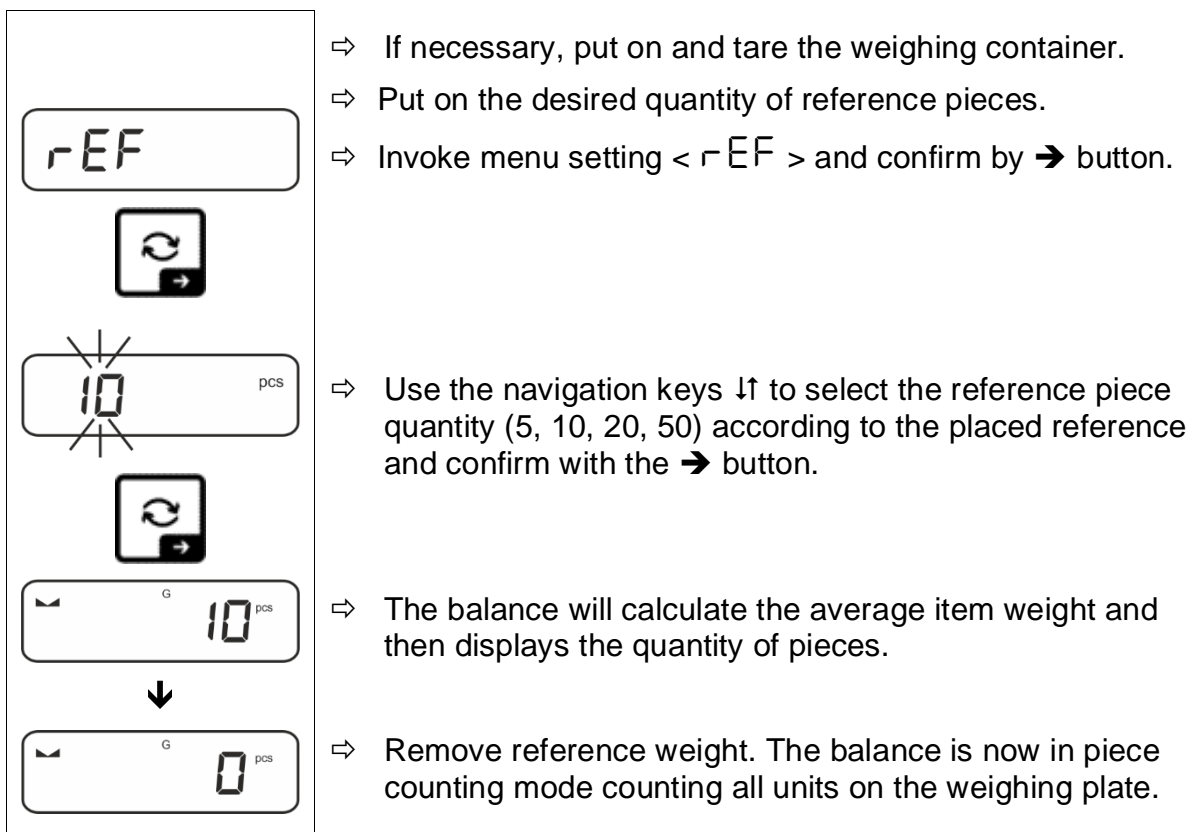 ⇨ If necessary, put on and tare the weighing container.
⇨ Put on the desired quantity of reference pieces.
rEF
⇨ Invoke menu setting < rEF > and confirm by ➔ button.
10 pcs
⇨ Use the navigation keys ↓↑ to select the reference piece
quantity (5, 10, 20, 50) according to the placed reference
and confirm with the ➔ button.
G 10 pcs
⇨ The balance will calculate the average item weight and
then displays the quantity of pieces.
G 0 pcs
⇨ Remove reference weight. The balance is now in piece
counting mode counting all units on the weighing plate.